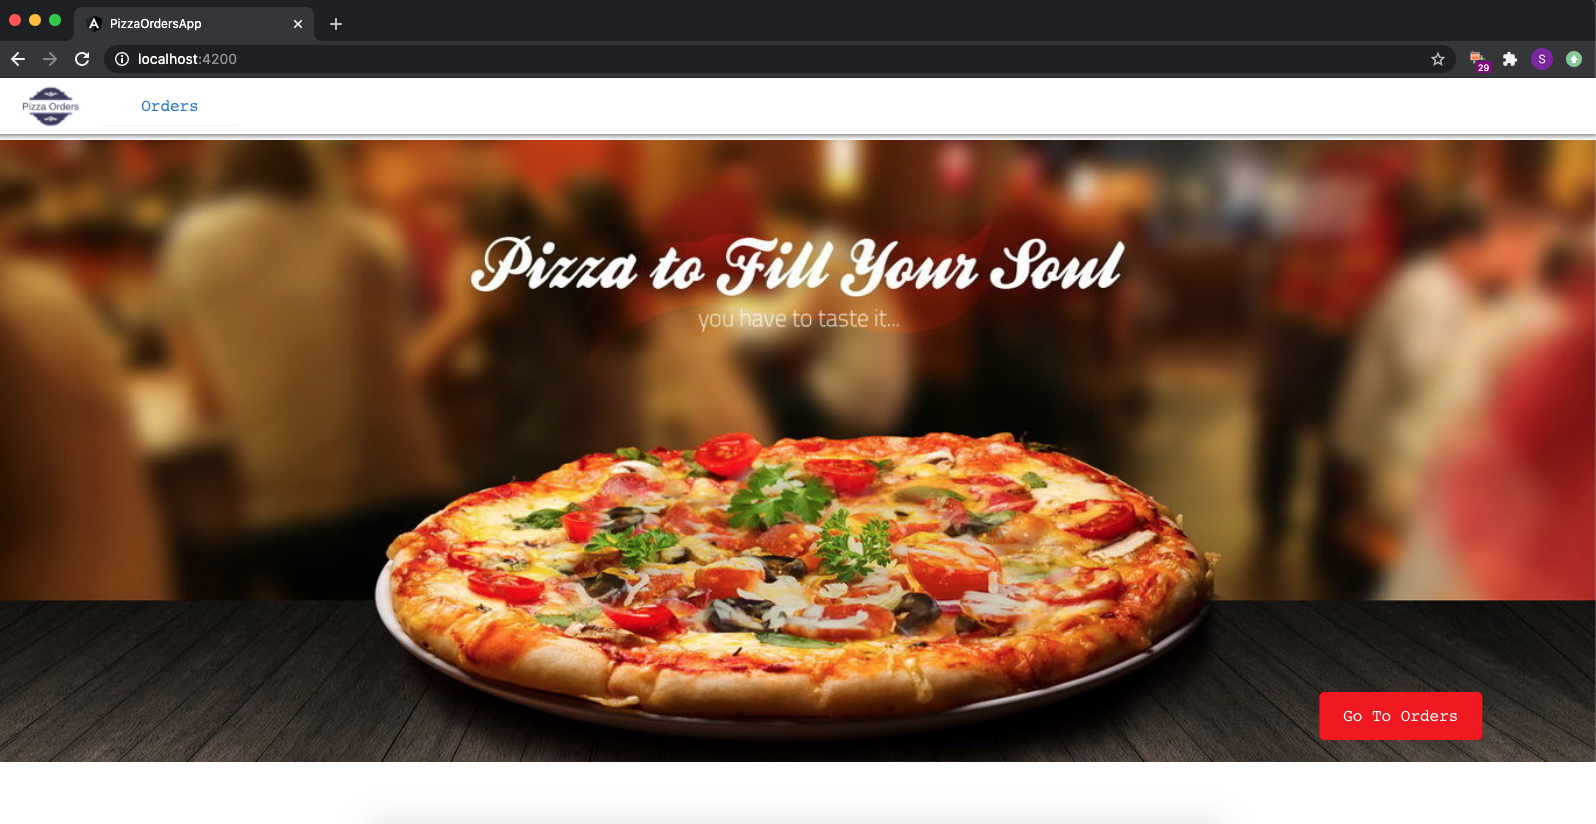 PizzaOrdersApp
localhost:4200
29
S
Pizza Orders
Orders
Pizza to Fill Your Soul
you have to taste it...
Go To Orders